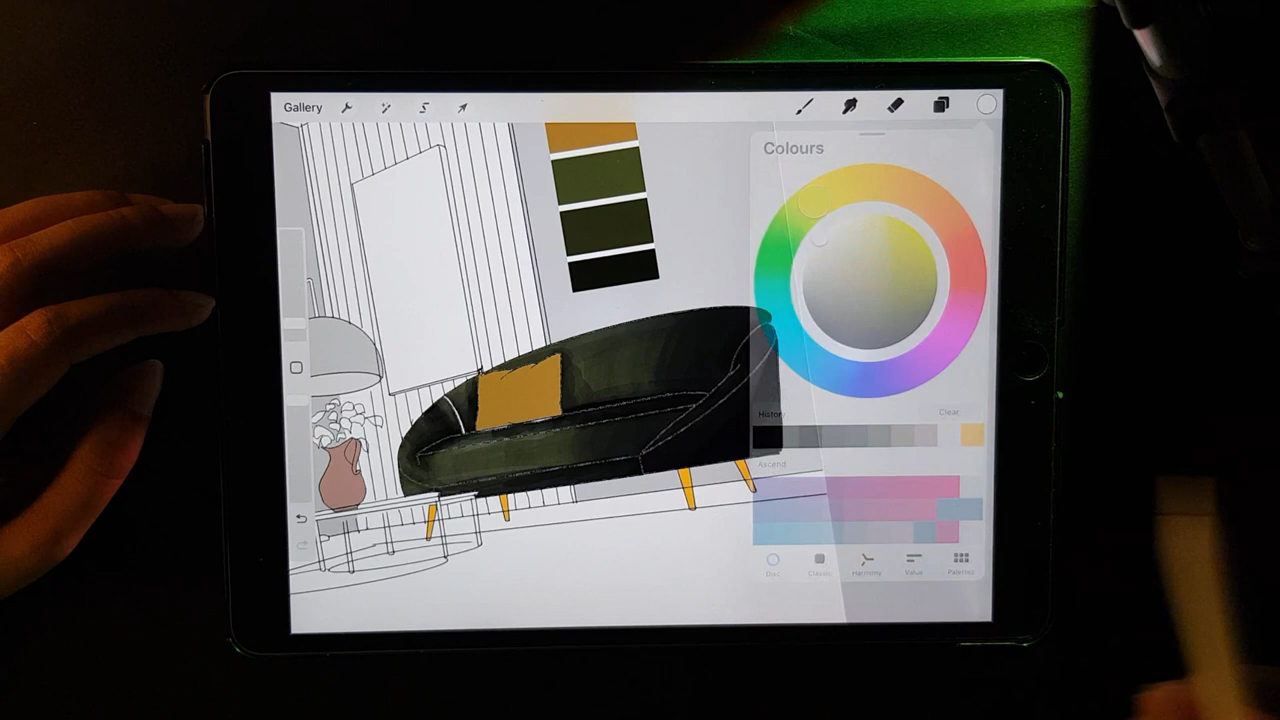 Gallery
Colours
History
Clear
Ascend
Disc
Classic
Harmony
Value
Palettes